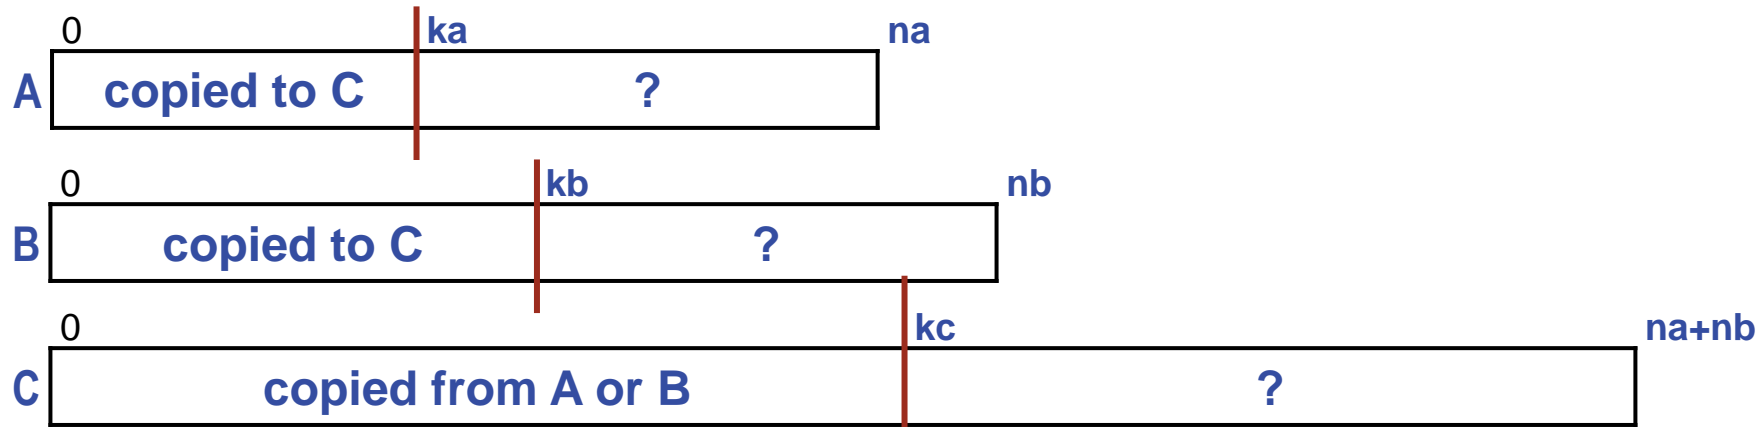 0 ka na
A copied to C ?
0 kb nb
B copied to C ?
0 kc na+nb
C copied from A or B ?